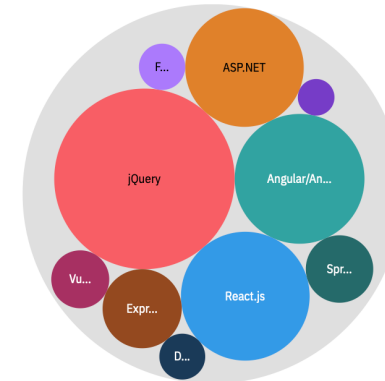 F...
ASP.NET
jQuery
Angular/An...
Vu...
Expr...
React.js
Spr...
D...